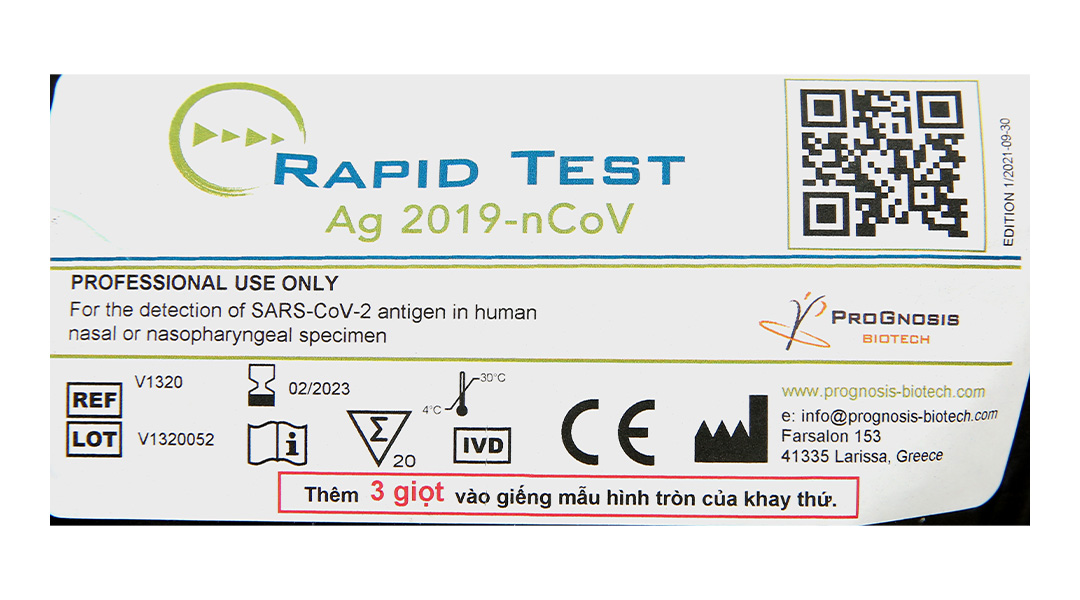 RAPID TEST
Ag 2019-nCoV
EDITION 1/2021-09-30
PROFESSIONAL USE ONLY
For the detection of SARS-CoV-2 antigen in human
nasal or nasopharyngeal specimen
PROGNOSIS
BIOTECH
REF V1320
LOT V1320052
02/2023
i
Σ
20
30°C
4°C
IVD
CE
www.prognosis-biotech.com
e: info@prognosis-biotech.com
Farsalon 153
41335 Larissa, Greece
Thêm 3 giọt vào giếng mẫu hình tròn của khay thứ.